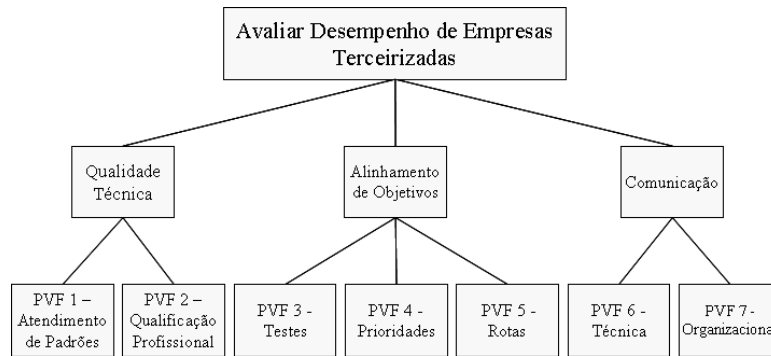 Avaliar Desempenho de Empresas
Terceirizadas
Qualidade
Técnica
Alinhamento
de Objetivos
Comunicação
PVF 1 –
Atendimento
de Padrões
PVF 2 –
Qualificação
Profissional
PVF 3 -
Testes
PVF 4 -
Prioridades
PVF 5 -
Rotas
PVF 6 -
Técnica
PVF 7 -
Organizacional